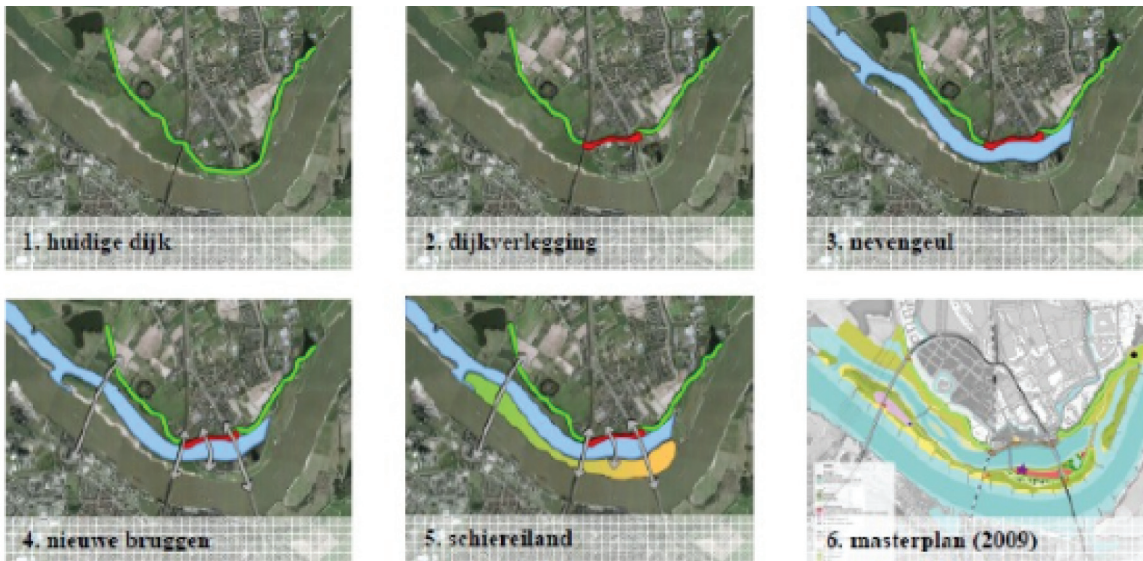 1. huidige dijk
2. dijkverlegging
3. nevengeul
4. nieuwe bruggen
5. schiereiland
6. masterplan (2009)